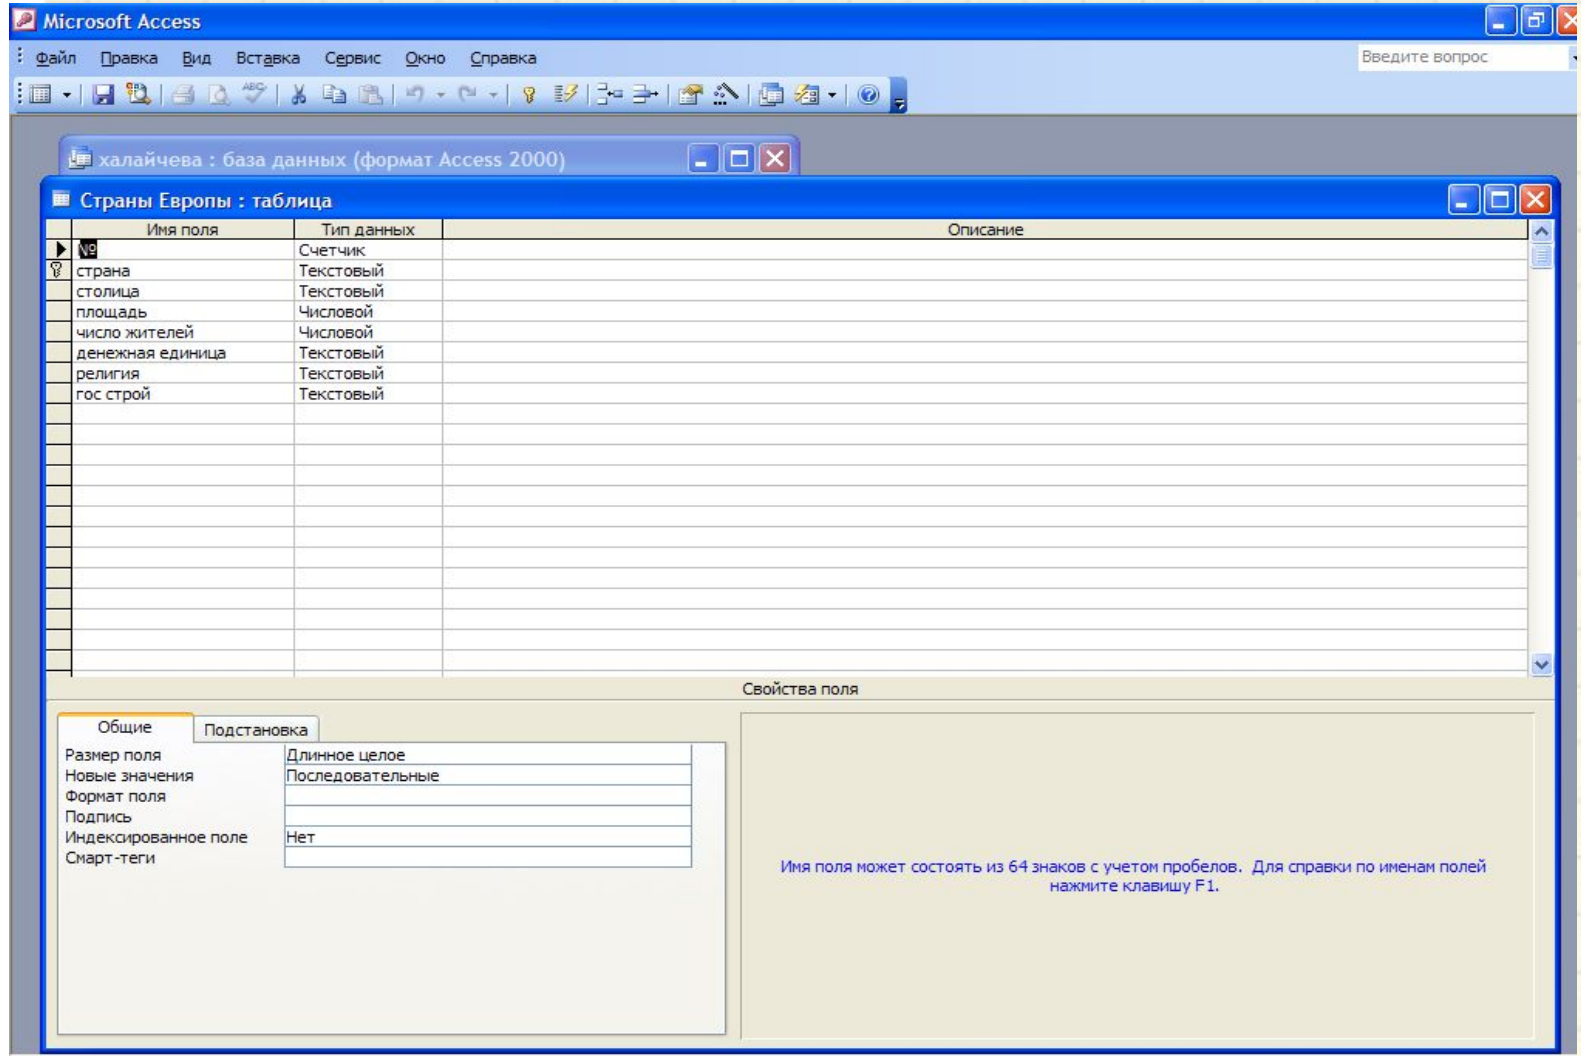 Microsoft Access
Файл Правка Вид Вставка Сервис Окно Справка Введите вопрос
халайчева : база данных (формат Access 2000)
Страны Европы : таблица
Имя поля Тип данных Описание
№ Счетчик
страна Текстовый
столица Текстовый
площадь Числовой
число жителей Числовой
денежная единица Текстовый
религия Текстовый
гос строй Текстовый
Свойства поля
Общие Подстановка
Размер поля Длинное целое
Новые значения Последовательные
Формат поля
Подпись
Индексированное поле Нет
Смарт-теги
Имя поля может состоять из 64 знаков с учетом пробелов. Для справки по именам полей
нажмите клавишу F1.